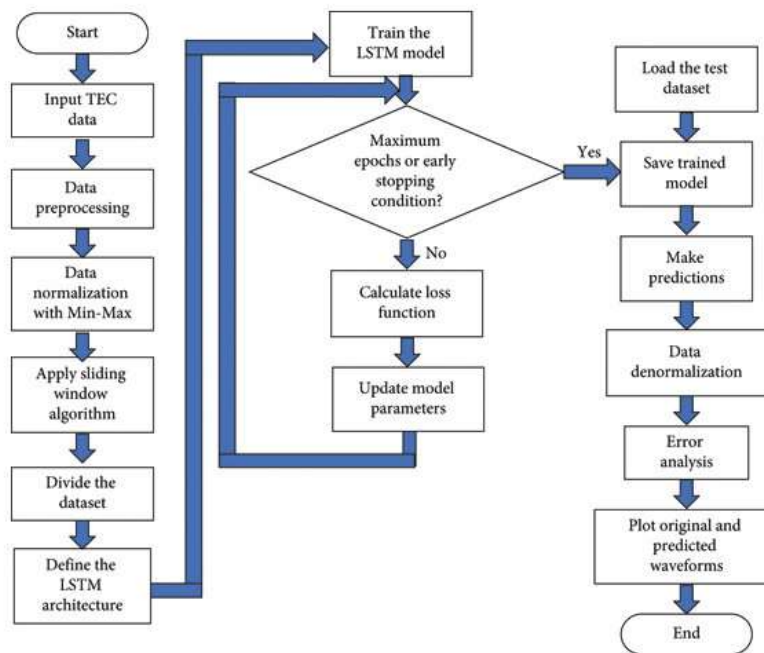 Start
Input TEC
data
Data
preprocessing
Data
normalization
with Min-Max
Apply sliding
window
algorithm
Divide the
dataset
Define the
LSTM
architecture
Train the
LSTM model
Maximum
epochs or early
stopping
condition?
Yes
No
Calculate loss
function
Update model
parameters
Load the test
dataset
Save trained
model
Make
predictions
Data
denormalization
Error
analysis
Plot original and
predicted
waveforms
End